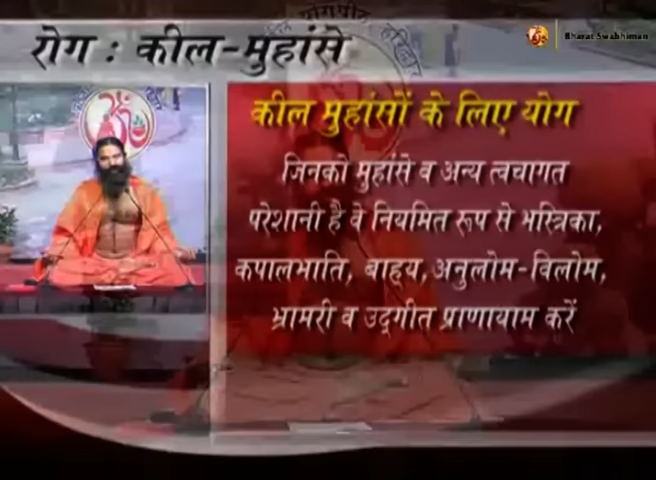 रोग : कील-मुहांसे
Bharat Swabhiman
कील मुहांसों के लिए योग
जिनको मुहांसे व अन्य त्वचागत
परेशानी है वे नियमित रूप से भस्त्रिका,
कपालभाति, बाह्य, अनुलोम-विलोम,
भ्रामरी व उद्गीत प्राणायाम करें